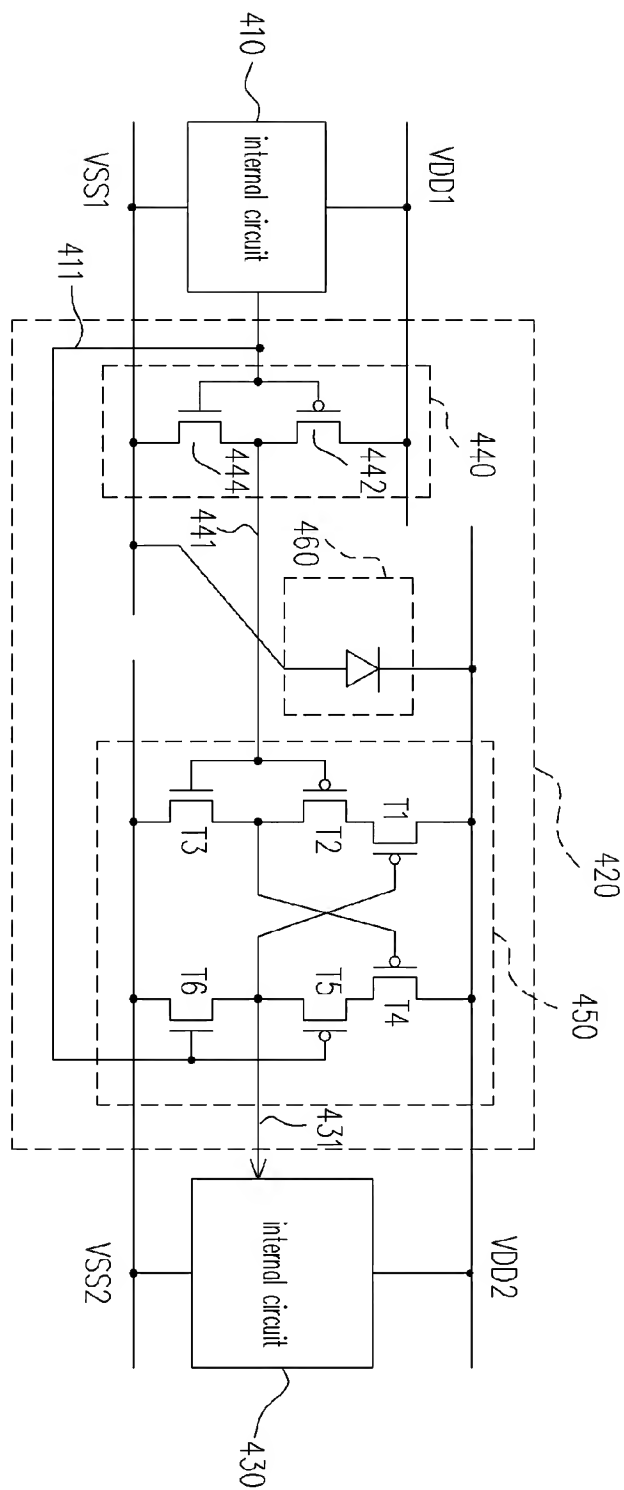 420
450
440
460
VDD1
VDD2
410
internal circuit
442
444
441
T1
T2
T3
T4
T5
T6
431
internal circuit
430
VSS1
411
VSS2